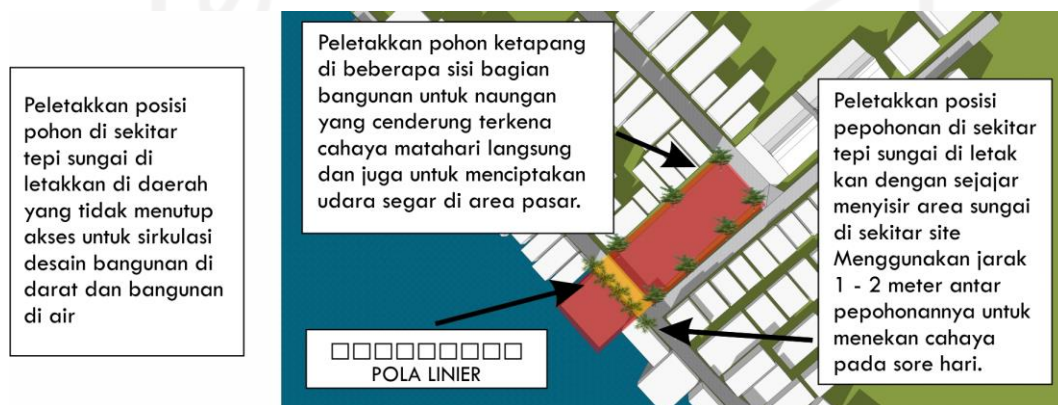 Peletakkan posisi
pohon di sekitar
tepi sungai di
letakkan di daerah
yang tidak menutup
akses untuk sirkulasi
desain bangunan di
darat dan bangunan
di air
Peletakkan pohon ketapang
di beberapa sisi bagian
bangunan untuk naungan
yang cenderung terkena
cahaya matahari langsung
dan juga untuk menciptakan
udara segar di area pasar.
POLA LINIER
Peletakkan posisi
pepohonan di sekitar
tepi sungai di letak
kan dengan sejajar
menyisir area sungai
di sekitar site
Menggunakan jarak
1 - 2 meter antar
pepohonannya untuk
menekan cahaya
pada sore hari.